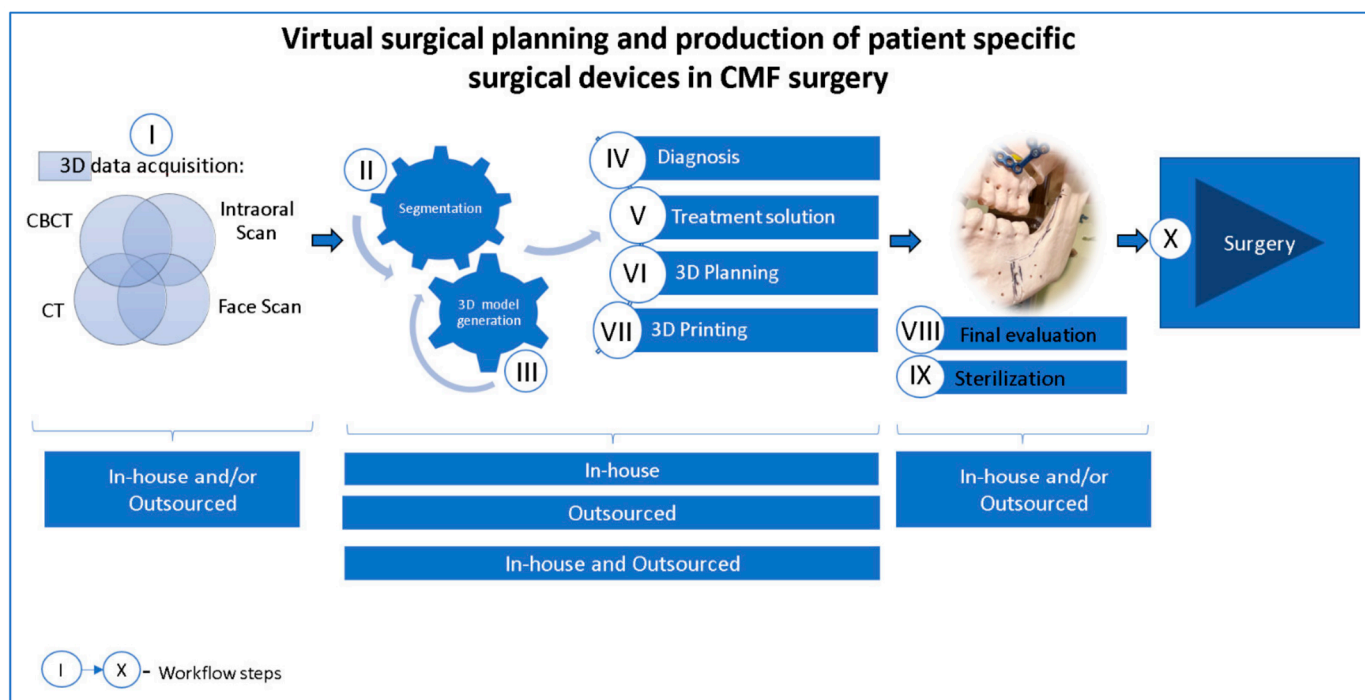 Virtual surgical planning and production of patient specific
surgical devices in CMF surgery
I
3D data acquisition:
CBCT
Intraoral
Scan
CT
Face Scan
II
Segmentation
3D model
generation
III
IV
Diagnosis
V
Treatment solution
VI
3D Planning
VII
3D Printing
VIII
Final evaluation
IX
Sterilization
X
Surgery
In-house and/or
Outsourced
In-house
Outsourced
In-house and Outsourced
In-house and/or
Outsourced
I
X
- Workflow steps